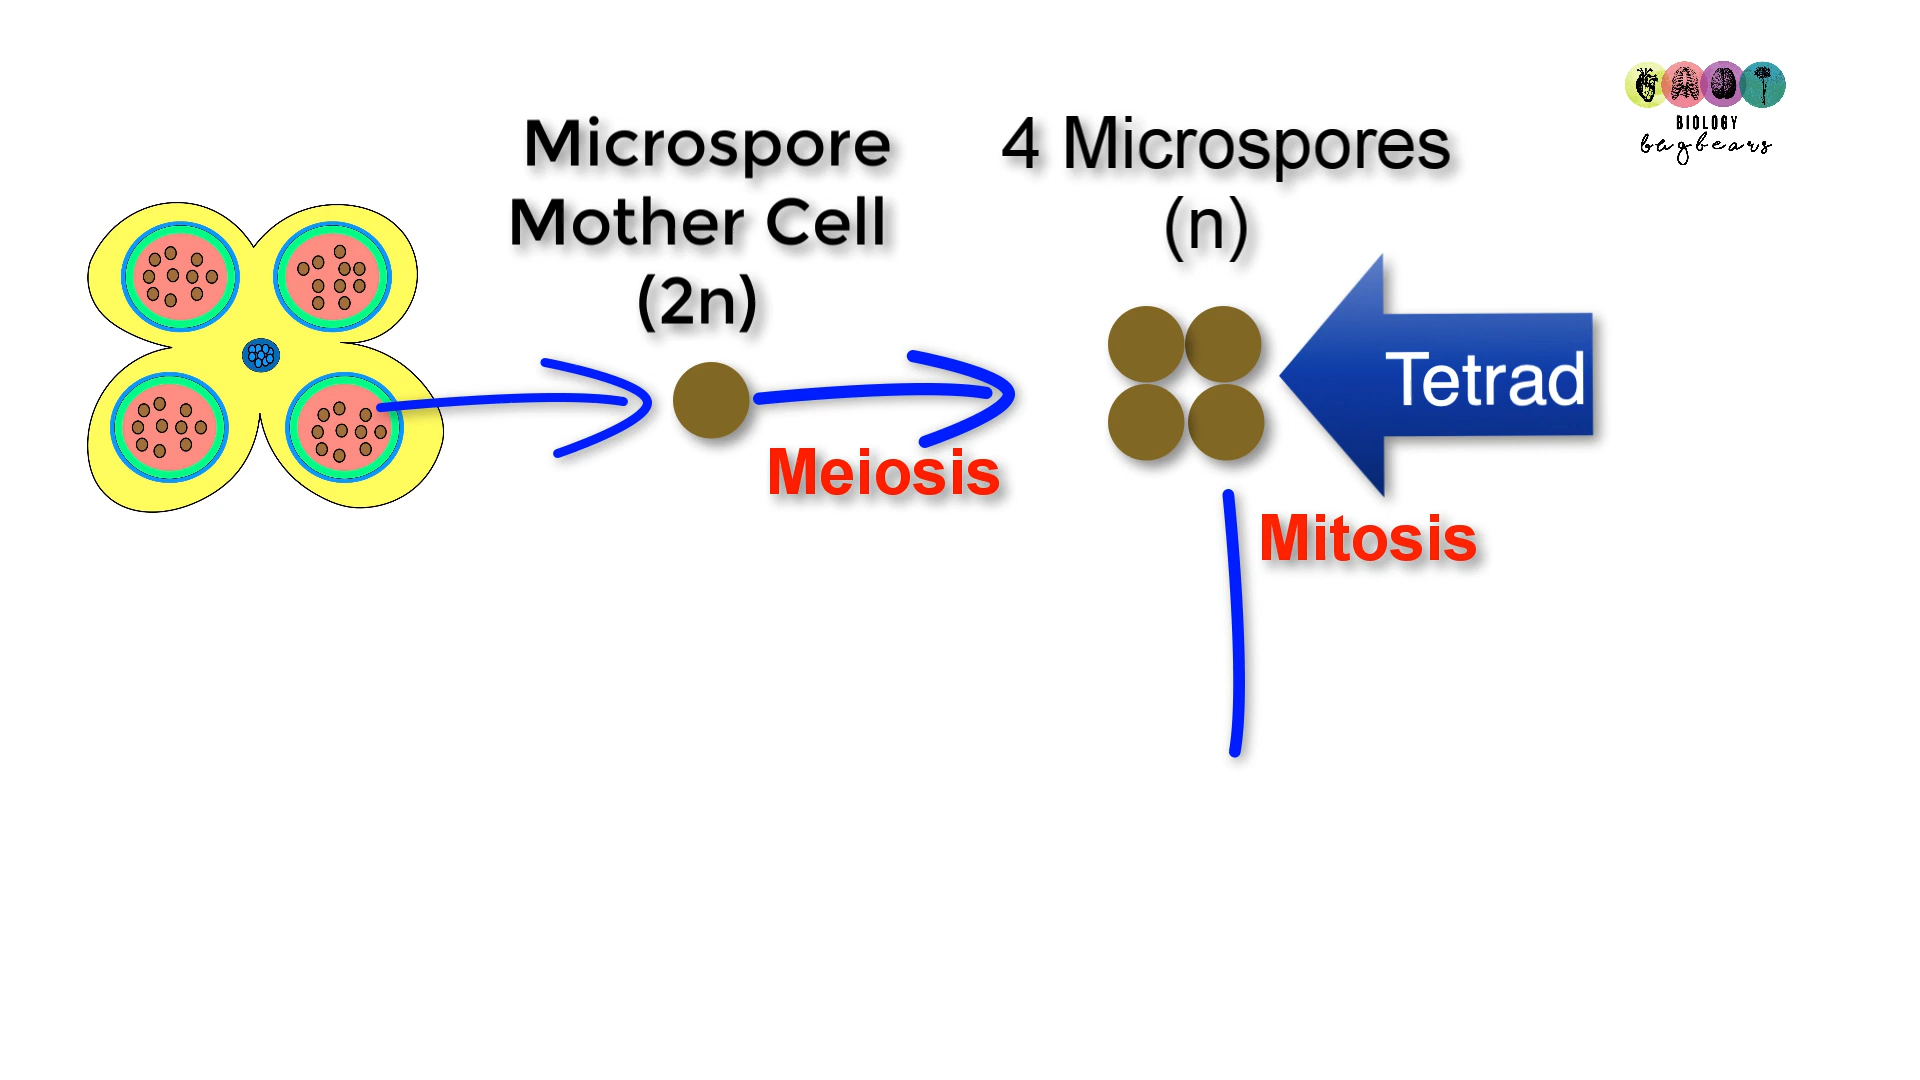 Microspore
Mother Cell
(2n)
4 Microspores
(n)
Tetrad
Meiosis
Mitosis
BIOLOGY
bugbears